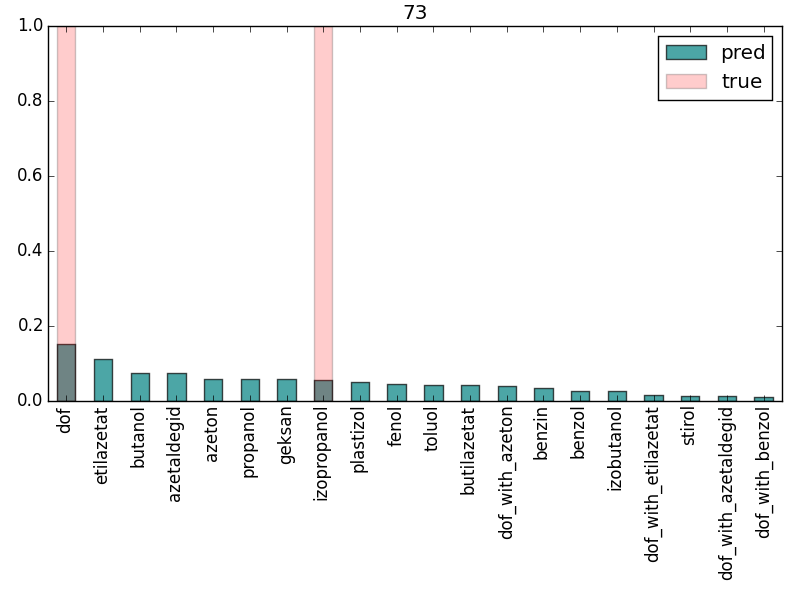 73
1.0
0.8
0.6
0.4
0.2
0.0
pred
true
dof
etilazetat
butanol
azetaldegid
azeton
propanol
geksan
izopropanol
plastizol
fenol
toluol
butilazetat
dof_with_azeton
benzin
benzol
izobutanol
dof_with_etilazetat
stirol
dof_with_azetaldegid
dof_with_benzol